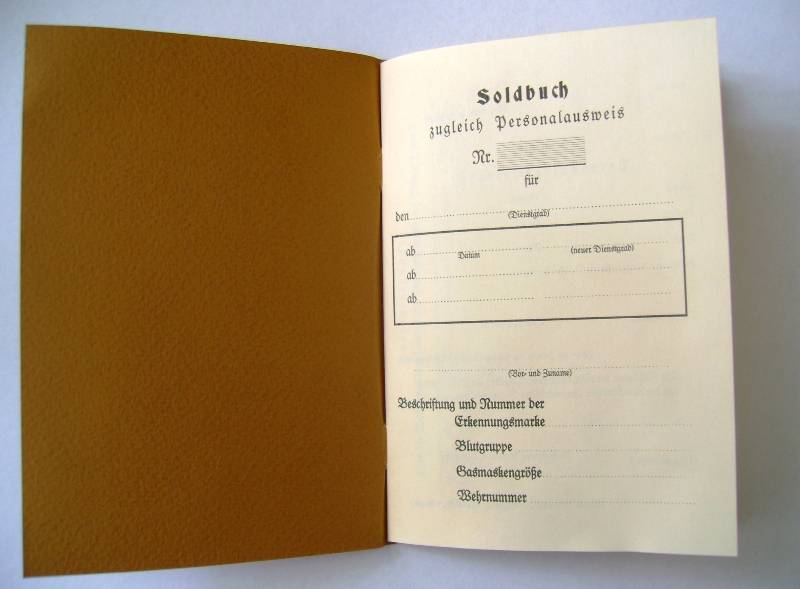 Soldbuch
zugleich Personalausweis
Nr.
für
den
(Dienstgrad)
ab
Datum (neuer Dienstgrad)
ab
ab
(Vor- und Zuname)
Beschriftung und Nummer der
Erkennungsmarke
Blutgruppe
Gasmaskengröße
Wehrnummer